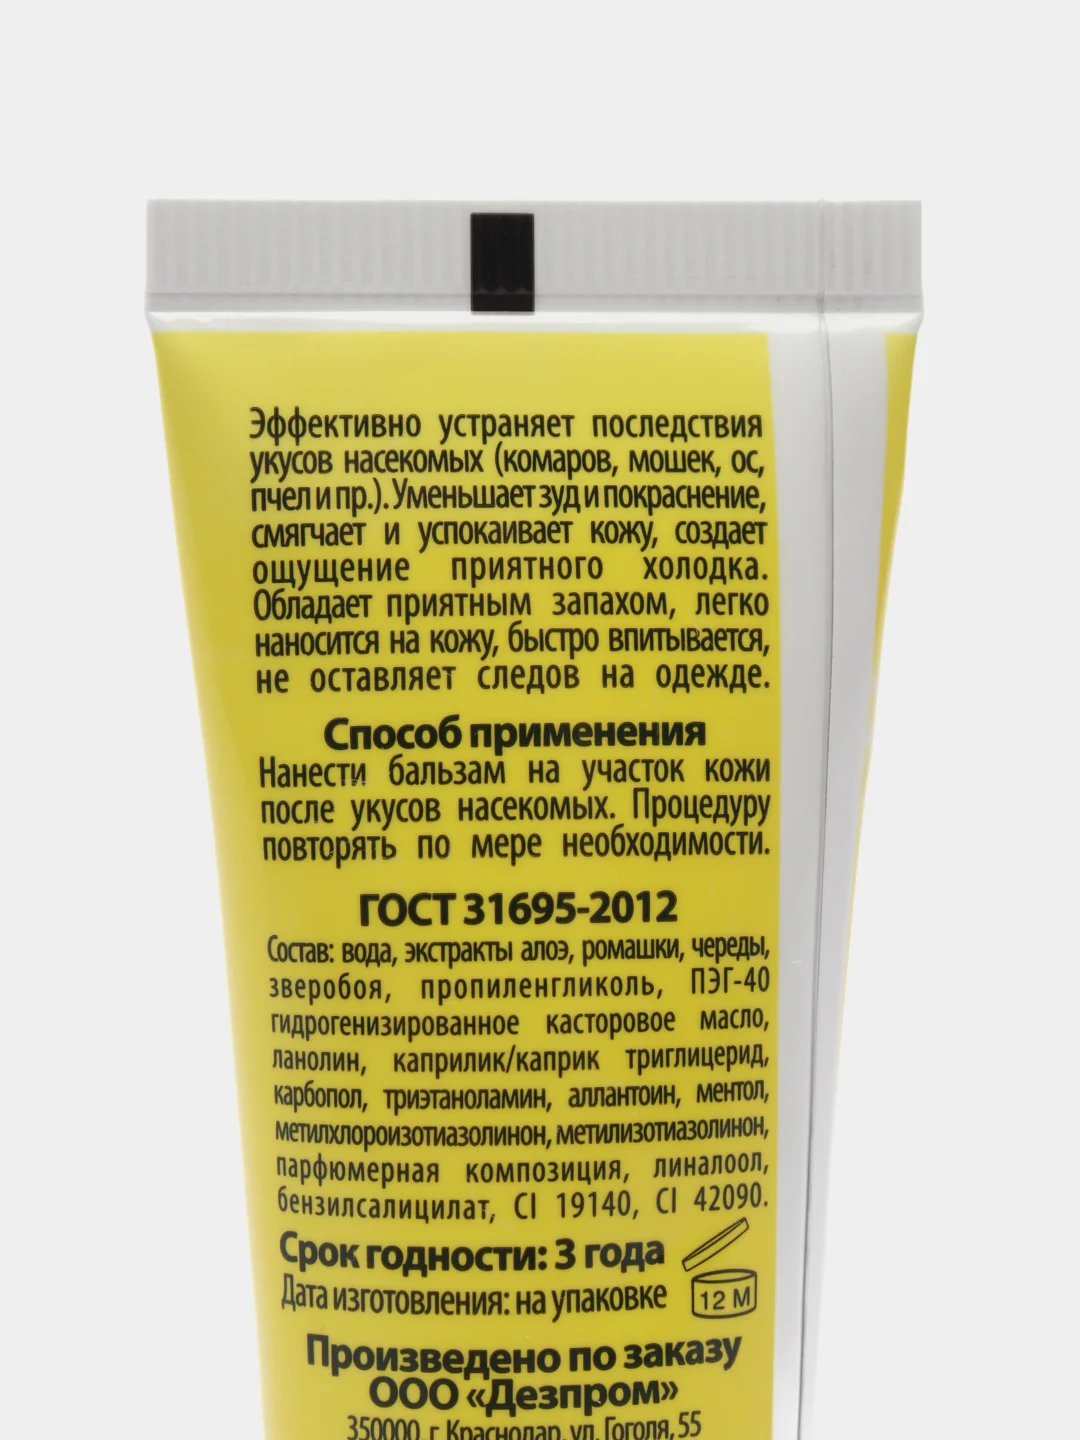 Эффективно устраняет последствия
укусов насекомых (комаров, мошек, ос,
пчел и пр.). Уменьшает зуд и покраснение,
смягчает и успокаивает кожу, создает
ощущение приятного холодка.
Обладает приятным запахом, легко
наносится на кожу, быстро впитывается,
не оставляет следов на одежде.
Способ применения
Нанести бальзам на участок кожи
после укусов насекомых. Процедуру
повторять по мере необходимости.
ГОСТ 31695-2012
Состав: вода, экстракты алоэ, ромашки, череды,
зверобоя, пропиленгликоль, ПЭГ-40
гидрогенизированное касторовое масло,
ланолин, каприлик/каприк триглицерид,
карбопол, триэтаноламин, аллантоин, ментол,
метилхлороизотиазолинон, метилизотиазолинон,
парфюмерная композиция, линалоол,
бензилсалицилат, CI 19140, CI 42090.
Срок годности: 3 года
Дата изготовления: на упаковке
12 M
Произведено по заказу
ООО «Дезпром»
350000, г. Краснодар, ул. Гоголя, 55